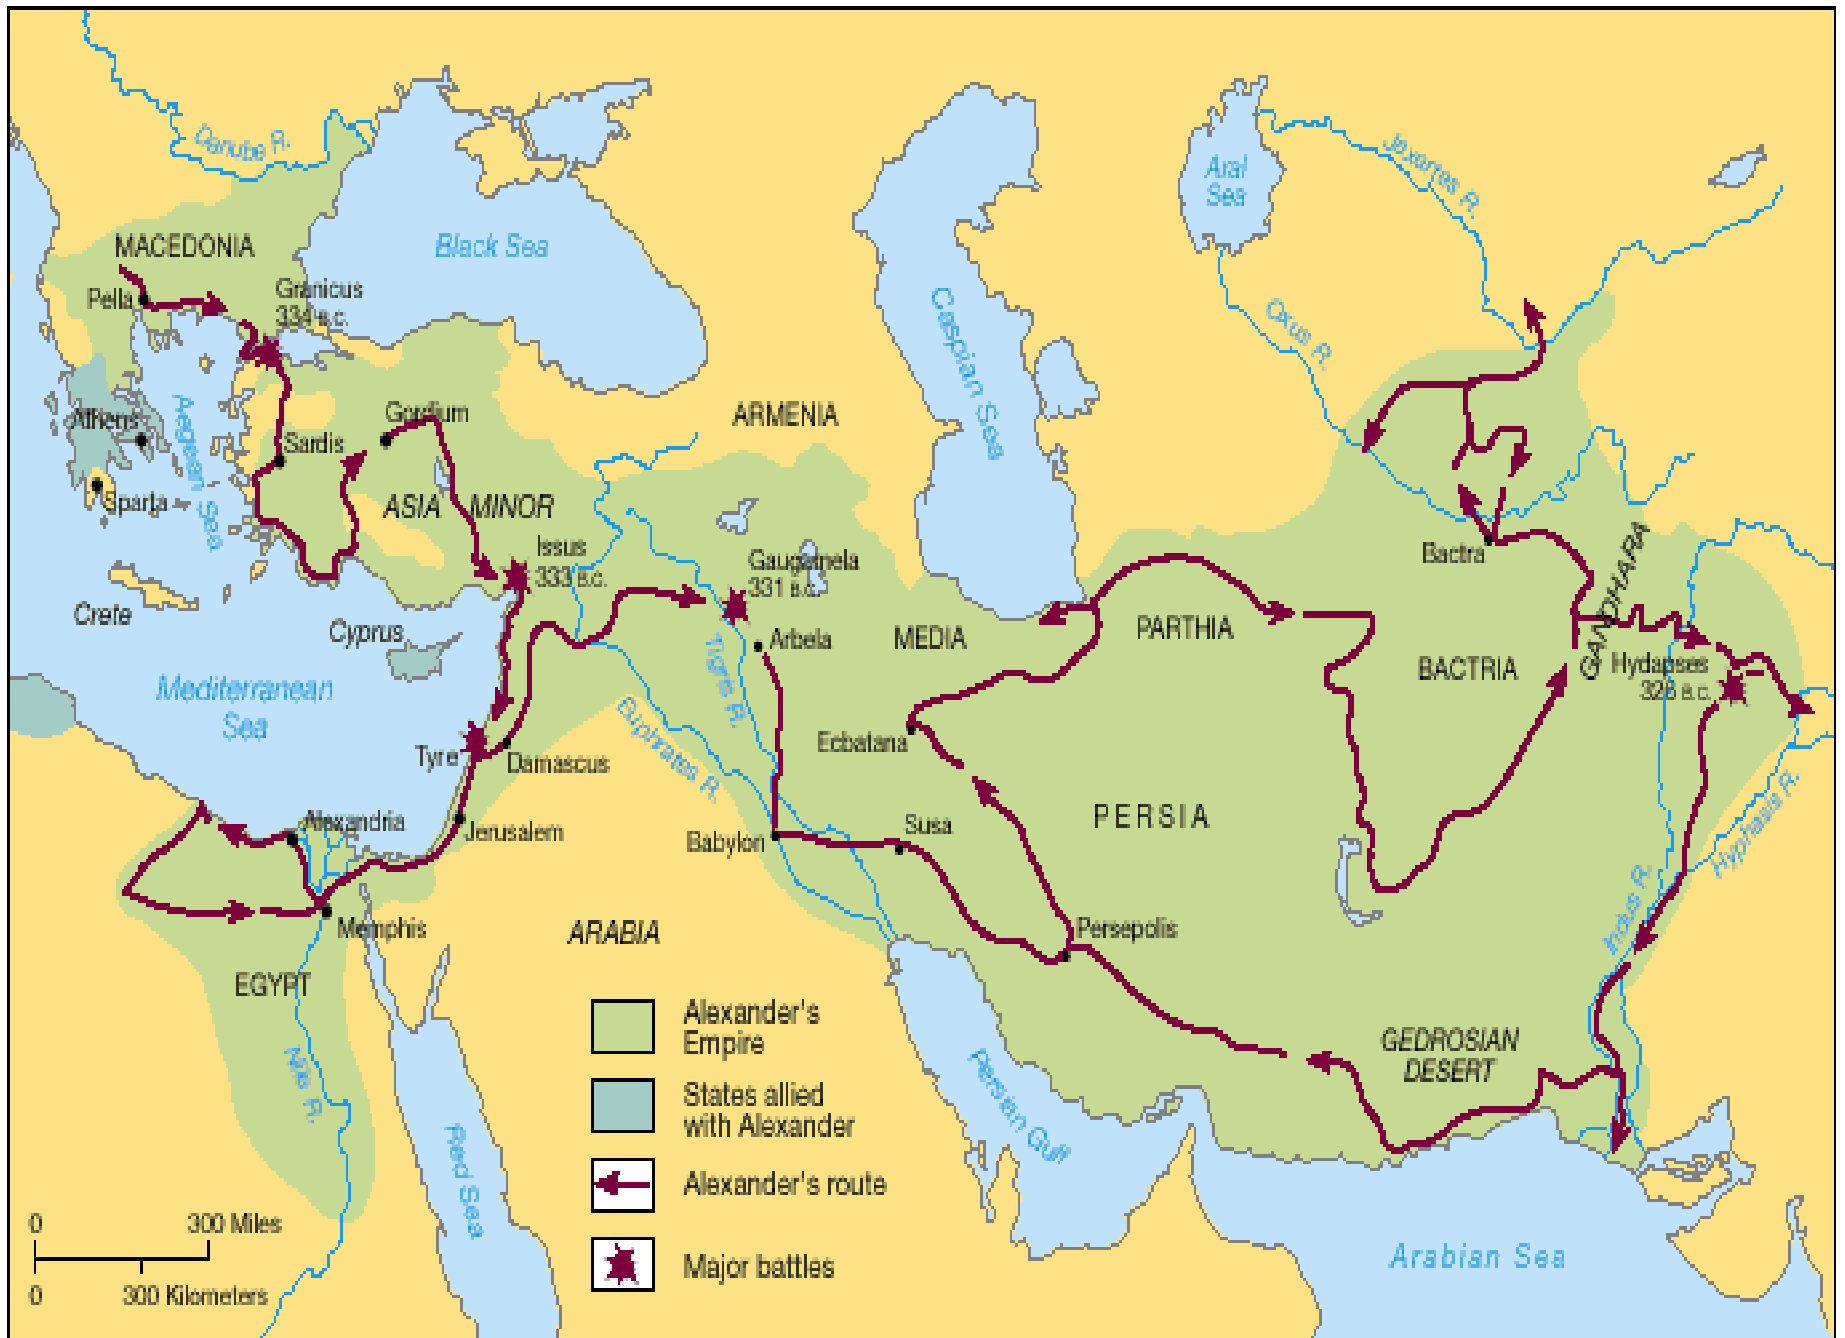 Danube R.
MACEDONIA
Pella
Granicus
334 B.C.
Black Sea
Aral
Sea
Jaxartes R.
Oxus R.
Caspian Sea
Athens
Aegean Sea
Sparta
Sardis
Gordium
ARMENIA
ASIA MINOR
Issus
333 B.C.
Gaugamela
331 B.C.
Arbela
Crete
Cyprus
MEDIA
PARTHIA
BACTRIA
Bactra
GANDHARA
Hydapses
326 B.C.
Mediterranean
Sea
Tyre
Damascus
Tigris R.
Euphrates R.
Ecbatana
PERSIA
Alexandria
Jerusalem
Babylon
Susa
Indus R.
Hyphasis R.
Memphis
ARABIA
Persepolis
EGYPT
Nile R.
Red Sea
Persian Gulf
GEDROSIAN
DESERT
Arabian Sea
Alexander's
Empire
States allied
with Alexander
Alexander's route
Major battles
0 300 Miles
0 300 Kilometers